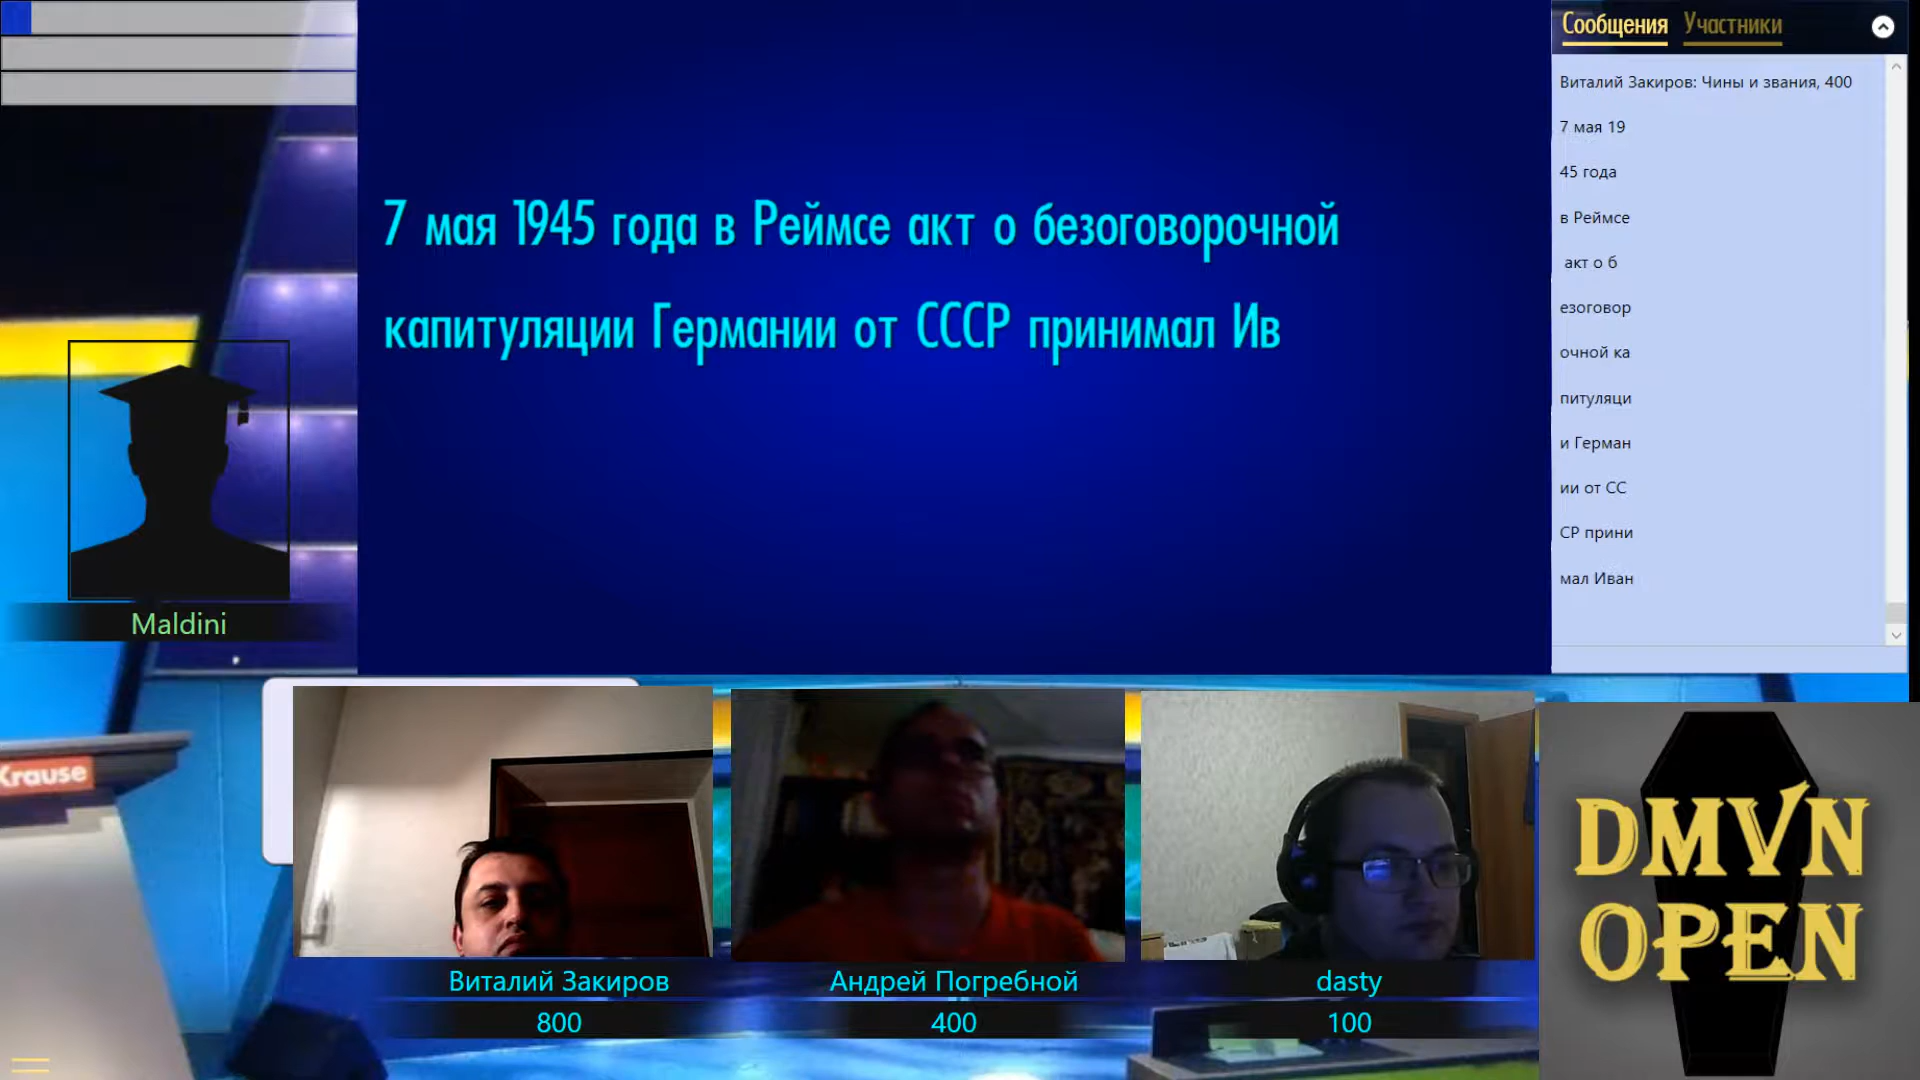 Сообщения Участники
Виталий Закиров: Чины и звания, 400
7 мая 19
45 года
в Реймсе
акт о б
езоговор
очной ка
питуляци
и Герман
ии от СС
СР прини
мал Иван
7 мая 1945 года в Реймсе акт о безоговорочной
капитуляции Германии от СССР принимал Ив
Maldini
Krause
Виталий Закиров
800
Андрей Погребной
400
dasty
100
DMVN
OPEN